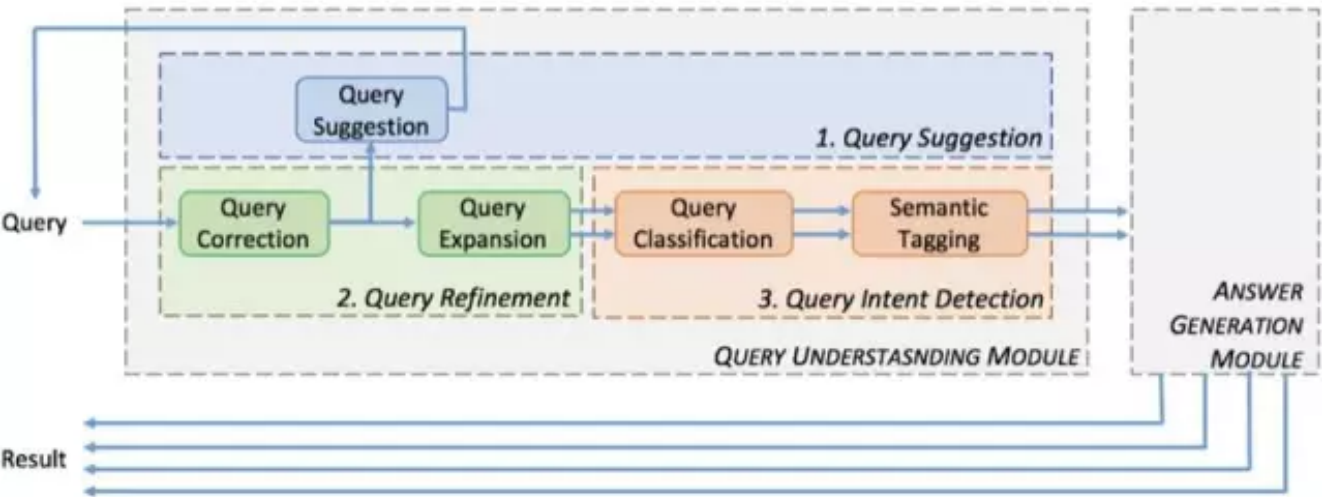 Query
Suggestion
1. Query Suggestion
Query
Query
Correction
Query
Expansion
2. Query Refinement
Query
Classification
Semantic
Tagging
3. Query Intent Detection
QUERY UNDERSTASNDING MODULE
ANSWER
GENERATION
MODULE
Result